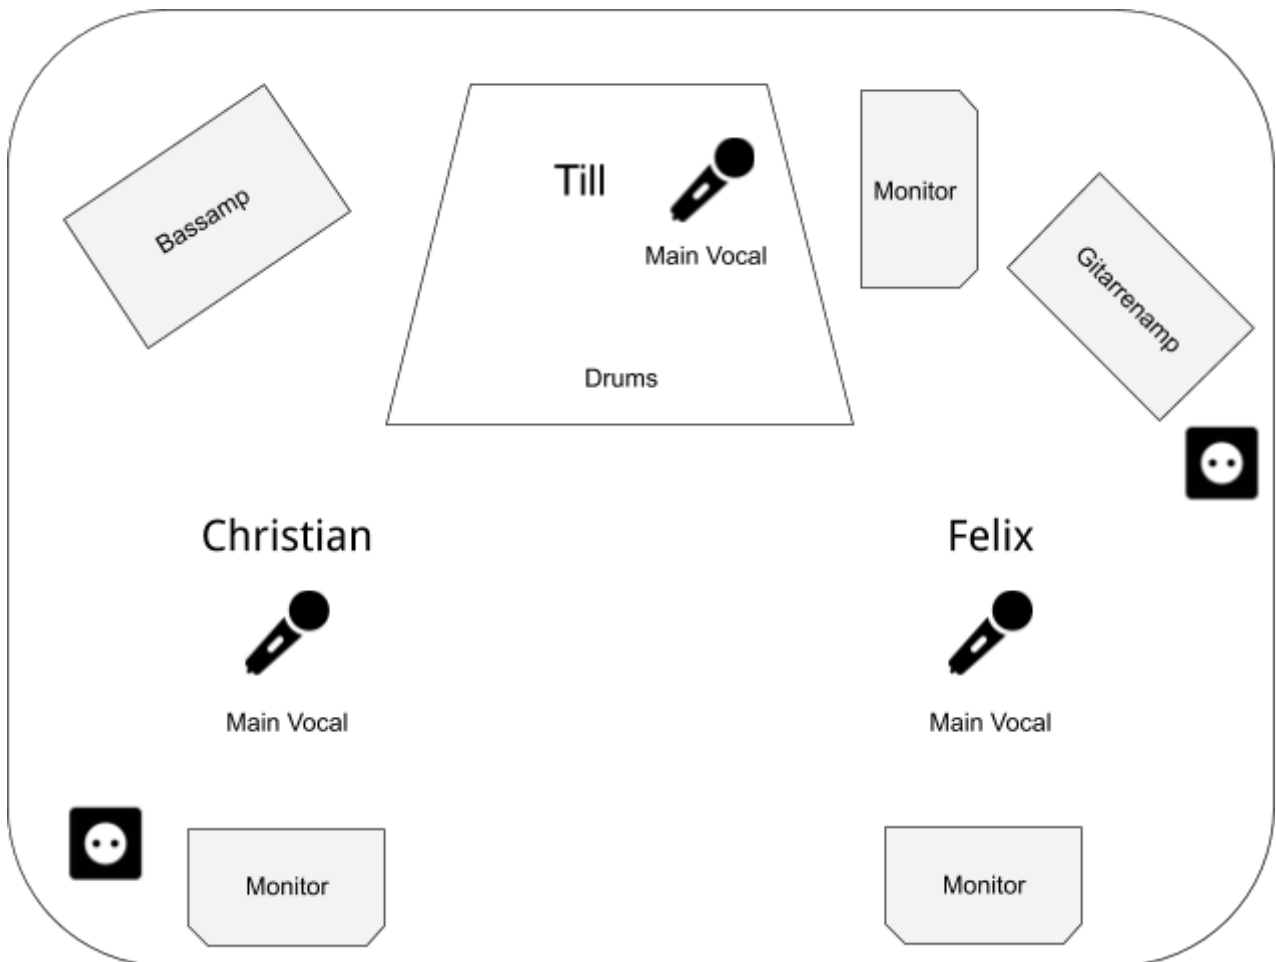 Till
Monitor
Bassamp
Main Vocal
Gitarrenamp
Drums
Christian
Felix
Main Vocal
Main Vocal
Monitor
Monitor